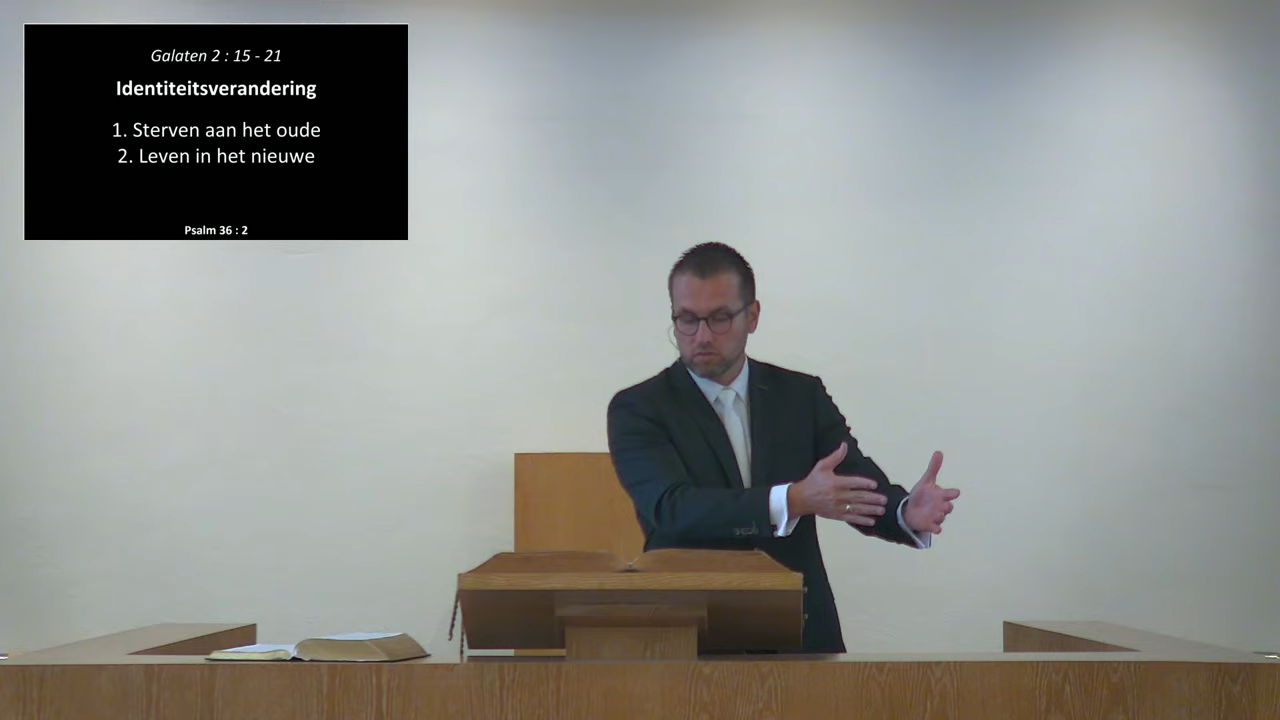 Galaten 2 : 15 - 21
Identiteitsverandering
1. Sterven aan het oude
2. Leven in het nieuwe
Psalm 36 : 2